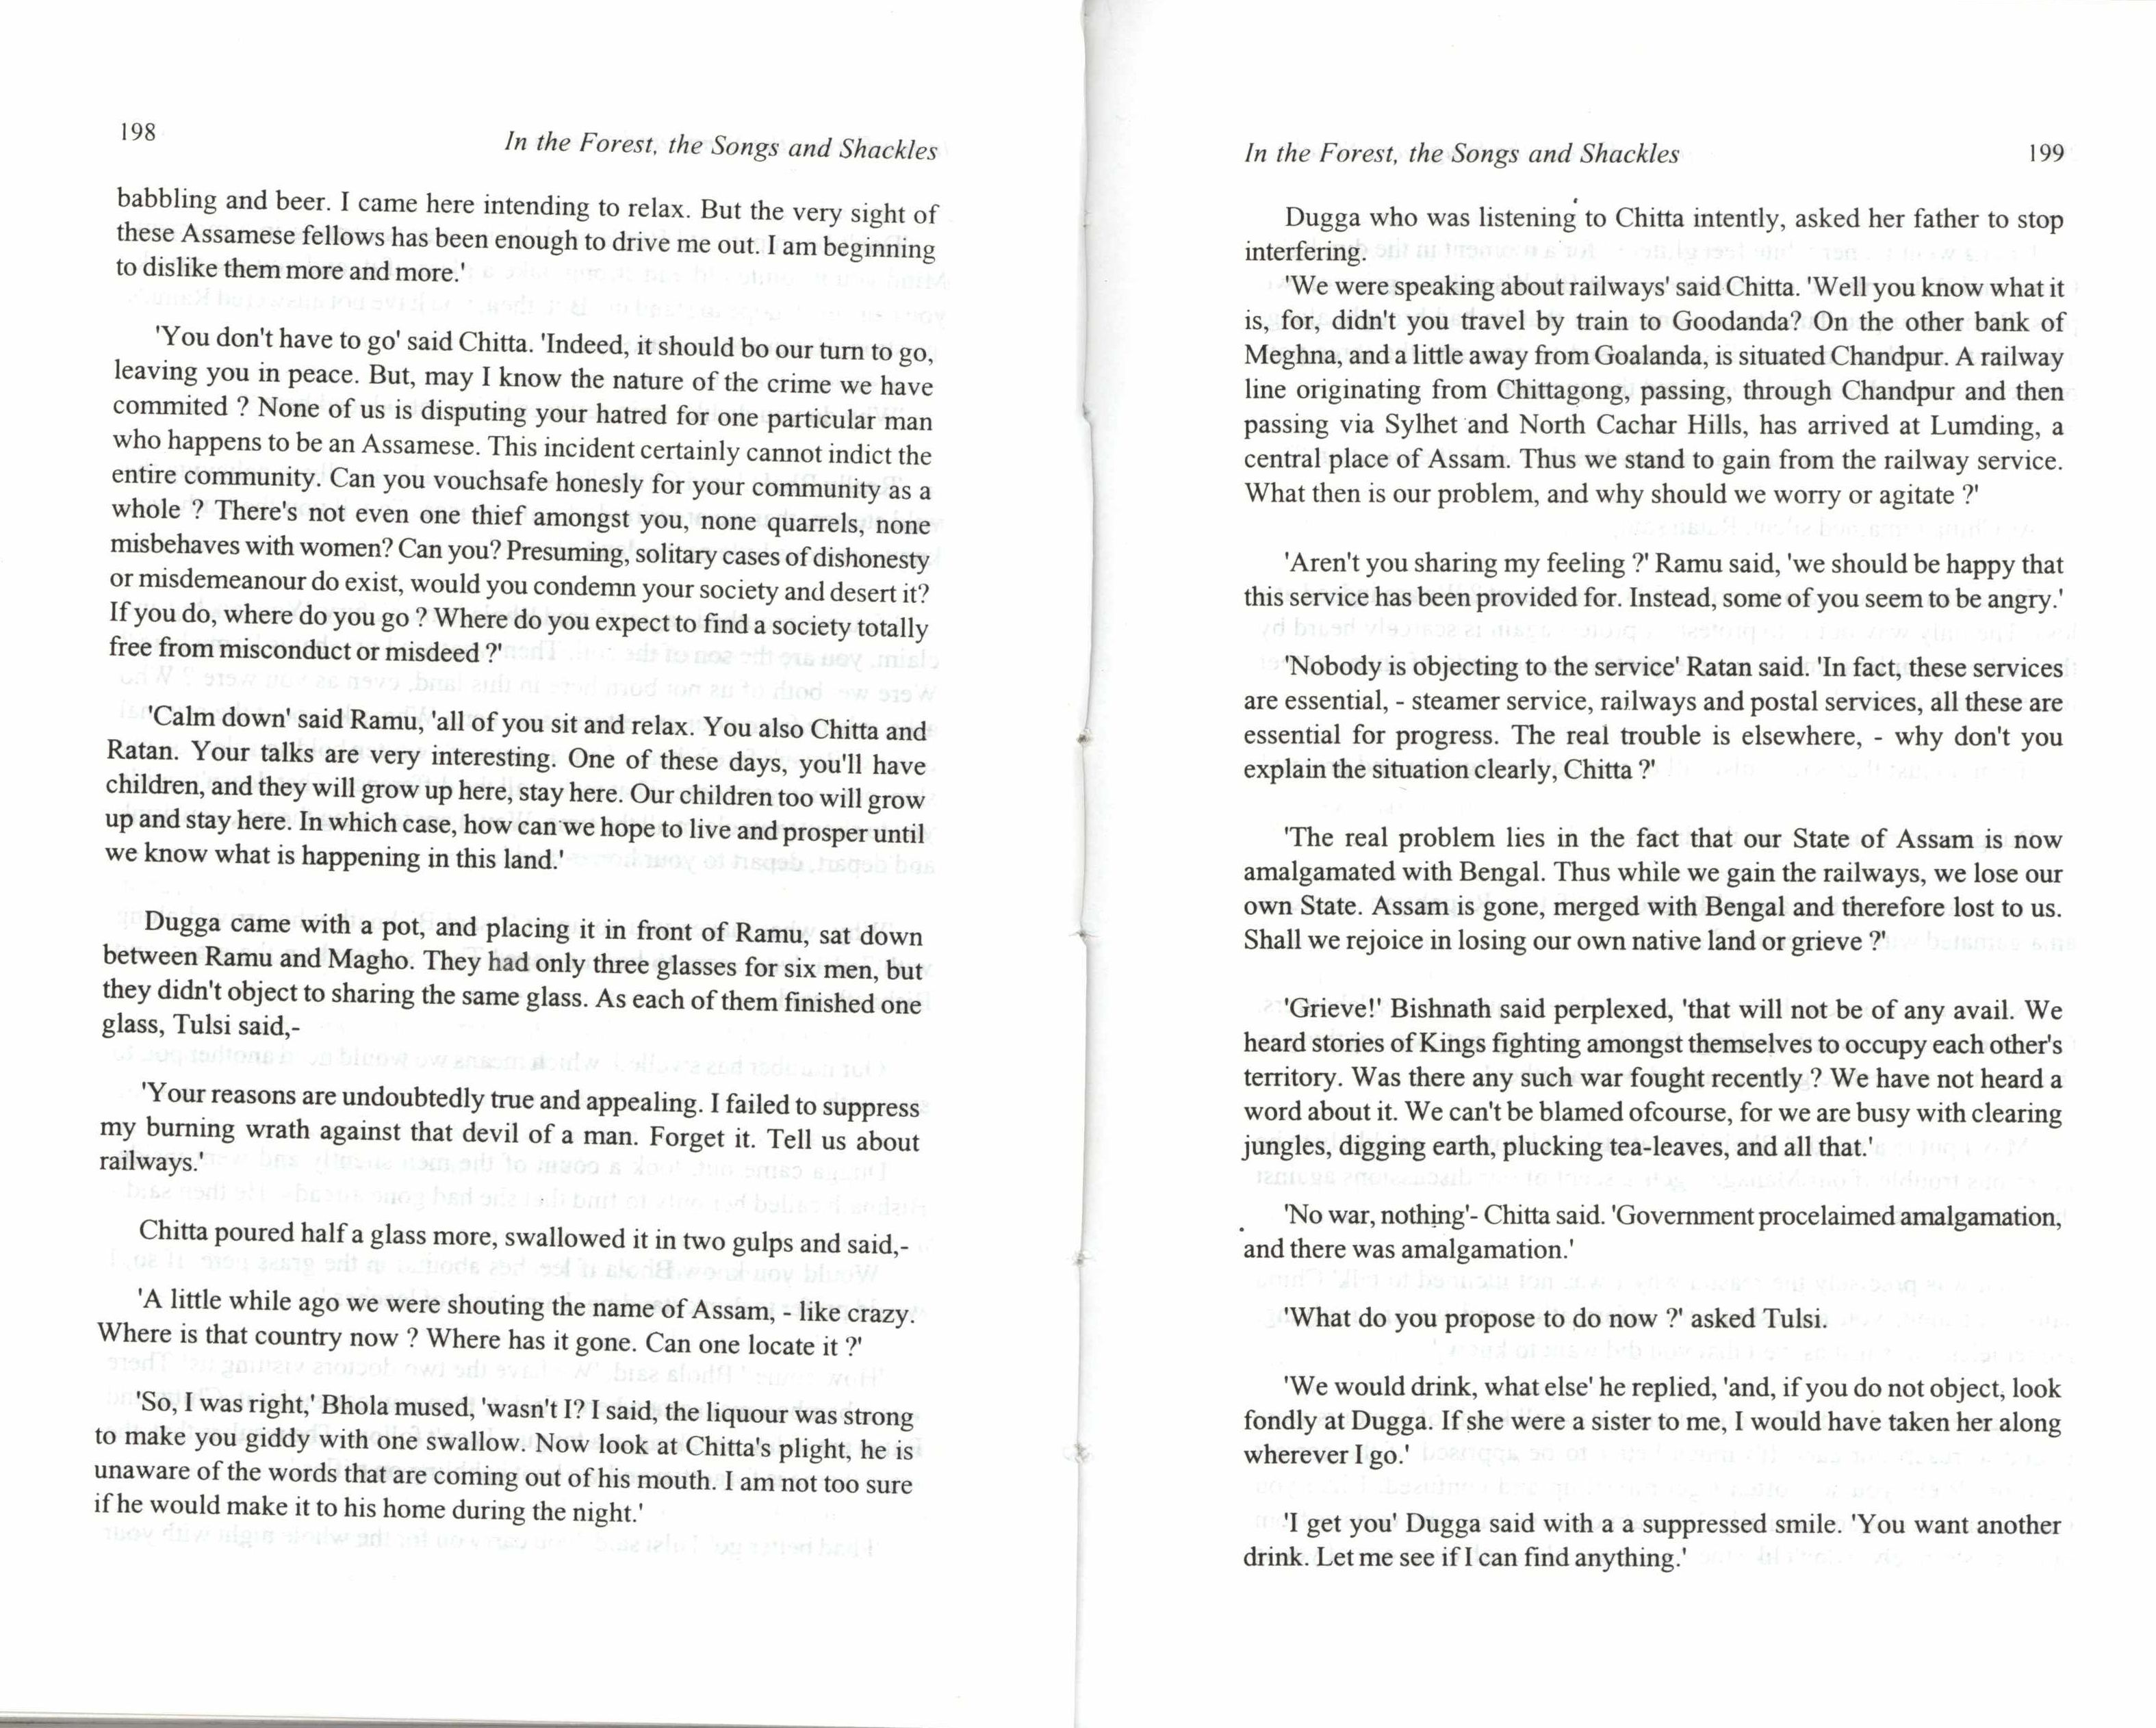 198
In the Forest, the Songs and Shackles
babbling and beer. I came here intending to relax. But the very sight of
these Assamese fellows has been enough to drive me out. I am beginning
to dislike them more and more.'
'You don't have to go' said Chitta. 'Indeed, it should bo our turn to go,
leaving you in peace. But, may I know the nature of the crime we have
commited ? None of us is disputing your hatred for one particular man
who happens to be an Assamese. This incident certainly cannot indict the
entire community. Can you vouchsafe honesly for your community as a
whole ? There's not even one thief amongst you, none quarrels, none
misbehaves with women? Can you? Presuming, solitary cases of dishonesty
or misdemeanour do exist, would you condemn your society and desert it?
If you do, where do you go ? Where do you expect to find a society totally
free from misconduct or misdeed ?'
'Calm down' said Ramu, 'all of you sit and relax. You also Chitta and
Ratan. Your talks are very interesting. One of these days, you'll have
children, and they will grow up here, stay here. Our children too will grow
up and stay here. In which case, how can we hope to live and prosper until
we know what is happening in this land.'
Dugga came with a pot, and placing it in front of Ramu, sat down
between Ramu and Magho. They had only three glasses for six men, but
they didn't object to sharing the same glass. As each of them finished one
glass, Tulsi said,-
'Your reasons are undoubtedly true and appealing. I failed to suppress
my burning wrath against that devil of a man. Forget it. Tell us about
railways.'
Chitta poured half a glass more, swallowed it in two gulps and said,-
'A little while ago we were shouting the name of Assam, - like crazy.
Where is that country now ? Where has it gone. Can one locate it ?'
'So, I was right,' Bhola mused, 'wasn't I? I said, the liquour was strong
to make you giddy with one swallow. Now look at Chitta's plight, he is
unaware of the words that are coming out of his mouth. I am not too sure
if he would make it to his home during the night.'
In the Forest, the Songs and Shackles
199
Dugga who was listening to Chitta intently, asked her father to stop
interfering.
'We were speaking about railways' said Chitta. 'Well you know what it
is, for, didn't you travel by train to Goodanda? On the other bank of
Meghna, and a little away from Goalanda, is situated Chandpur. A railway
line originating from Chittagong, passing, through Chandpur and then
passing via Sylhet and North Cachar Hills, has arrived at Lumding, a
central place of Assam. Thus we stand to gain from the railway service.
What then is our problem, and why should we worry or agitate ?'
'Aren't you sharing my feeling ?' Ramu said, 'we should be happy that
this service has been provided for. Instead, some of you seem to be angry.'
'Nobody is objecting to the service' Ratan said. 'In fact, these services
are essential, - steamer service, railways and postal services, all these are
essential for progress. The real trouble is elsewhere, - why don't you
explain the situation clearly, Chitta ?'
'The real problem lies in the fact that our State of Assam is now
amalgamated with Bengal. Thus while we gain the railways, we lose our
own State. Assam is gone, merged with Bengal and therefore lost to us.
Shall we rejoice in losing our own native land or grieve ?'
'Grieve!' Bishnath said perplexed, 'that will not be of any avail. We
heard stories of Kings fighting amongst themselves to occupy each other's
territory. Was there any such war fought recently ? We have not heard a
word about it. We can't be blamed ofcourse, for we are busy with clearing
jungles, digging earth, plucking tea-leaves, and all that.'
'No war, nothing'- Chitta said. 'Government procelaimed amalgamation,
and there was amalgamation.'
'What do you propose to do now ?' asked Tulsi.
'We would drink, what else' he replied, 'and, if you do not object, look
fondly at Dugga. If she were a sister to me, I would have taken her along
wherever I go.'
'I get you' Dugga said with a a suppressed smile. 'You want another
drink. Let me see if I can find anything.'